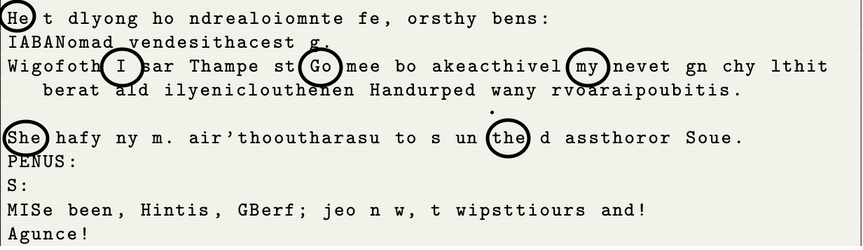 He t dlyong ho ndrealoiomnte fe, orsthy bens:
IABANomad vendesithacest g.
Wigofoth I sar Thampe st Go mee bo akeacthivel my nevet gn chy lthit
berat ald ilyeniclouthenen Handurped wany rvoaraipoubitis.
She hafy ny m. air'thooutharasu to s un the d assthoror Soue.
PENUS:
S:
MISe been, Hintis, GBerf; jeo n w, t wipsttiours and!
Agunce!